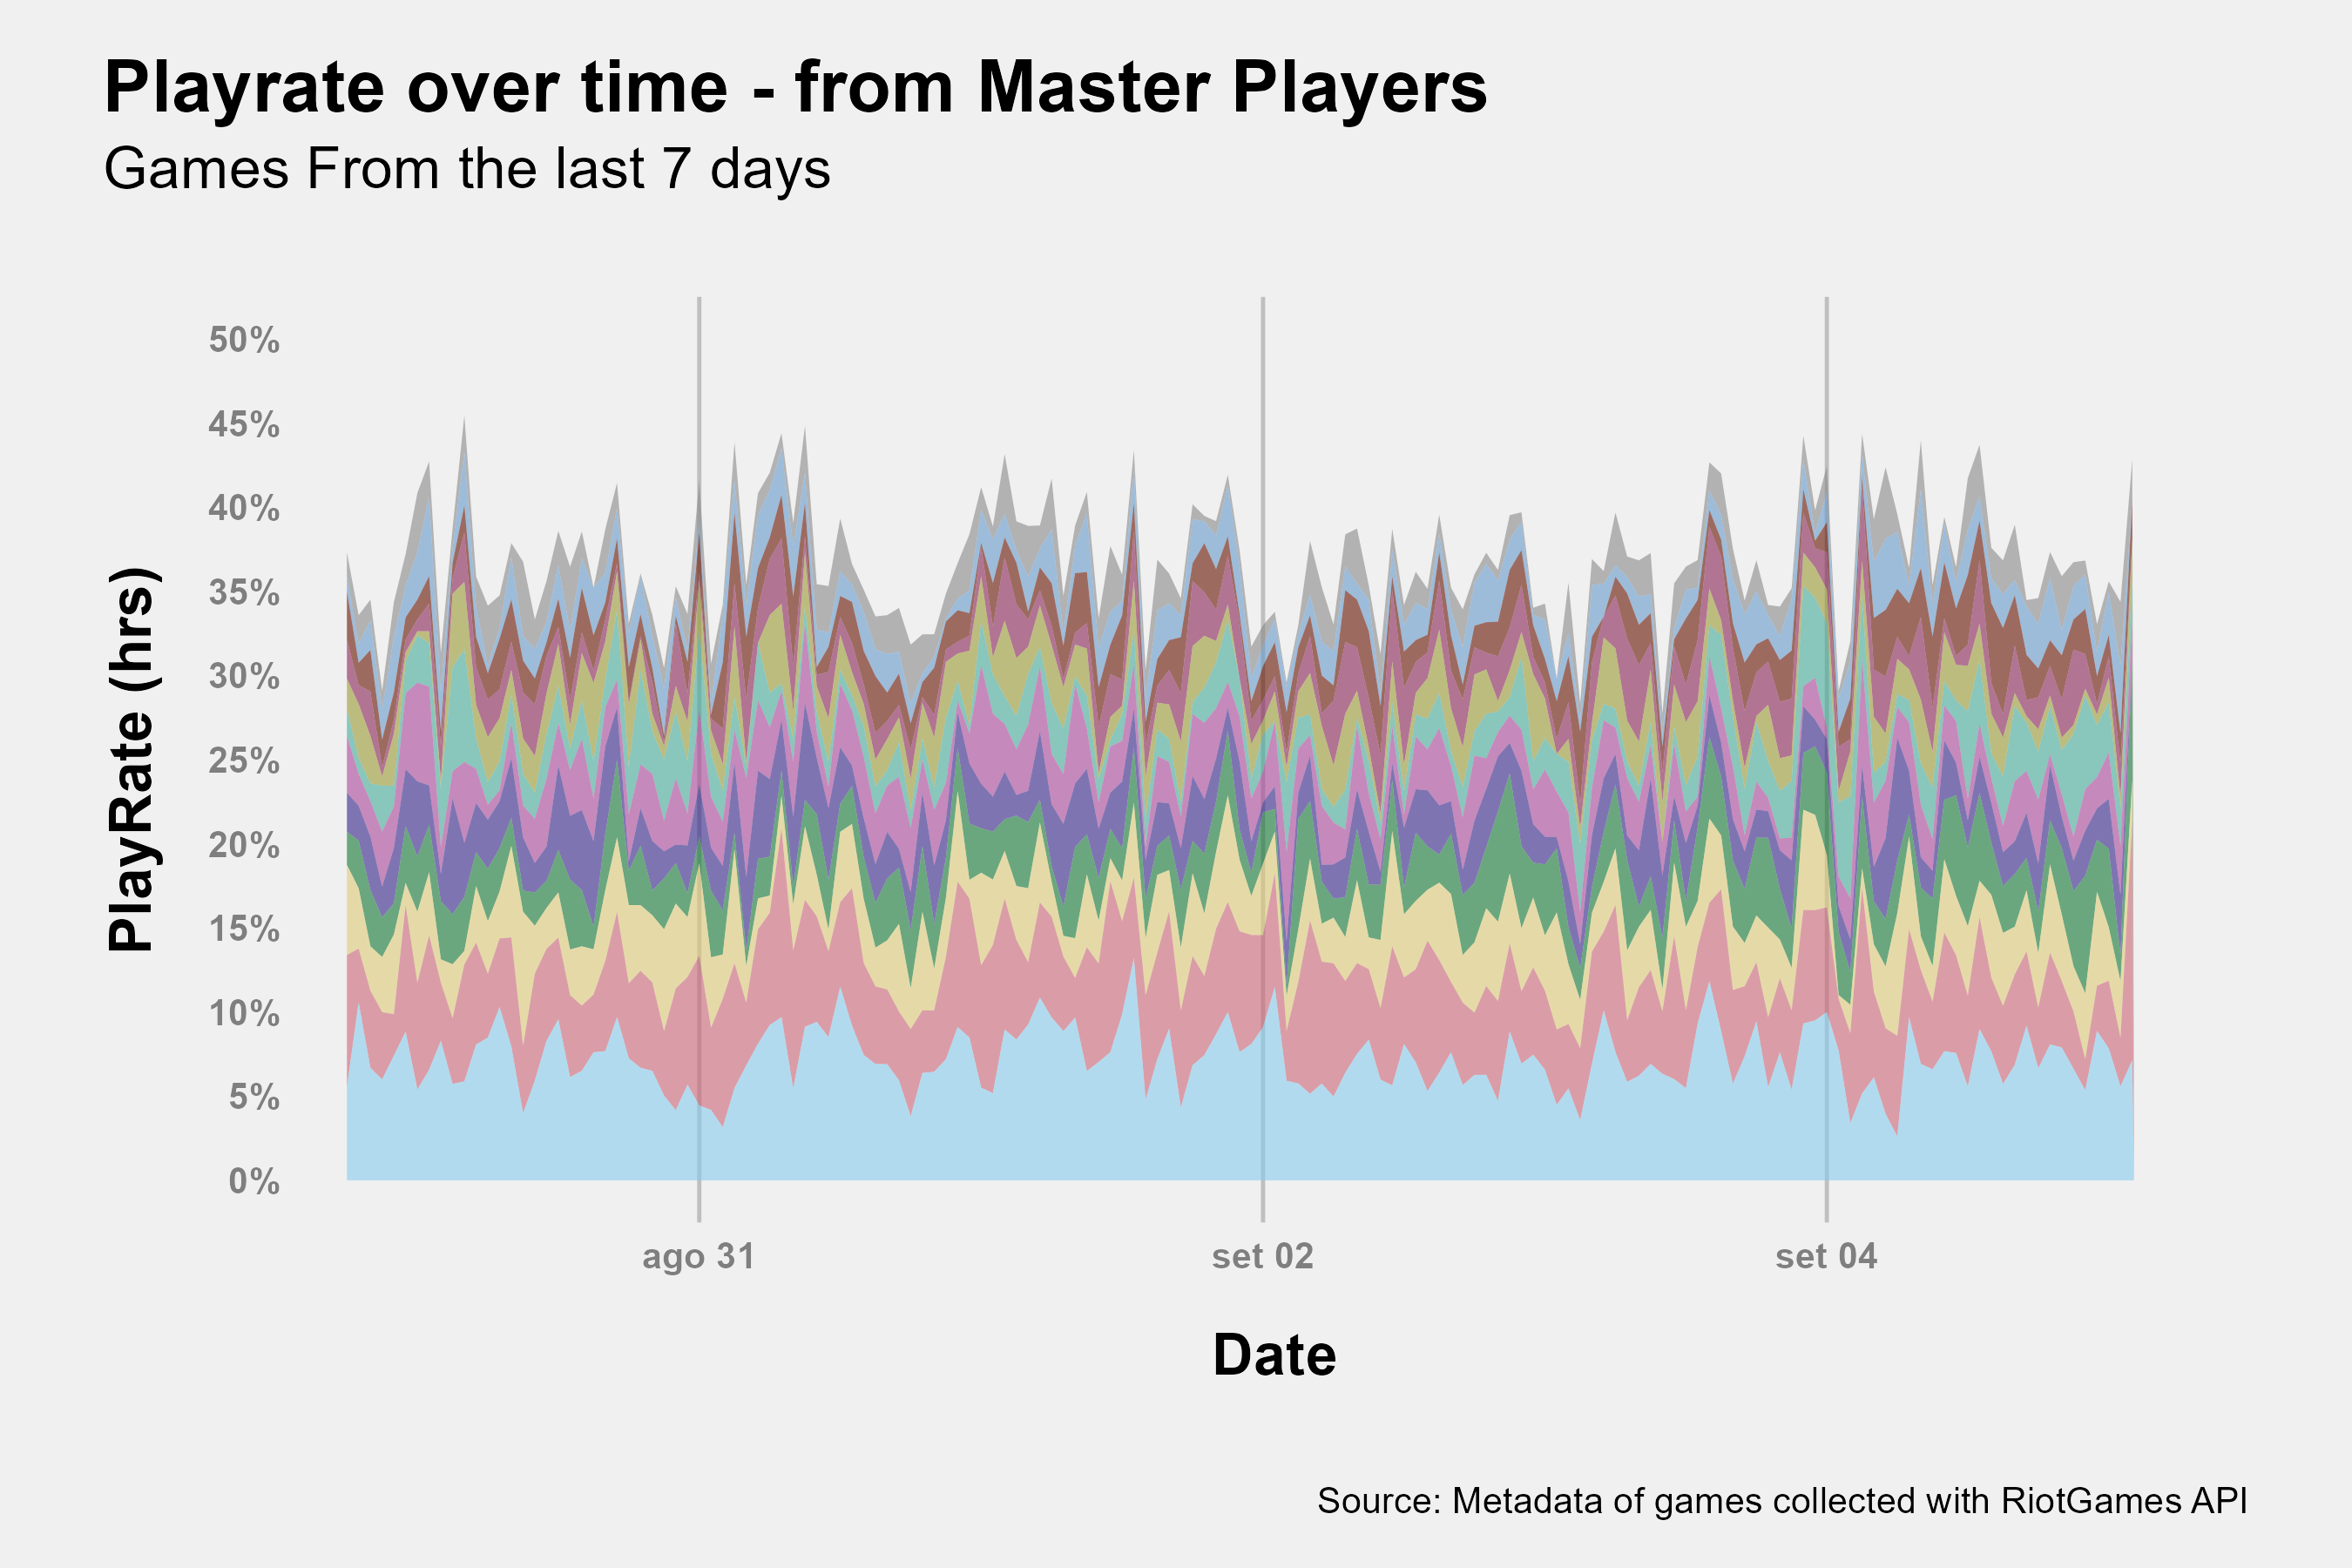 Playrate over time - from Master Players
Games From the last 7 days
PlayRate (hrs)
50%
45%
40%
35%
30%
25%
20%
15%
10%
5%
0%
ago 31
set 02
set 04
Date
Source: Metadata of games collected with RiotGames API